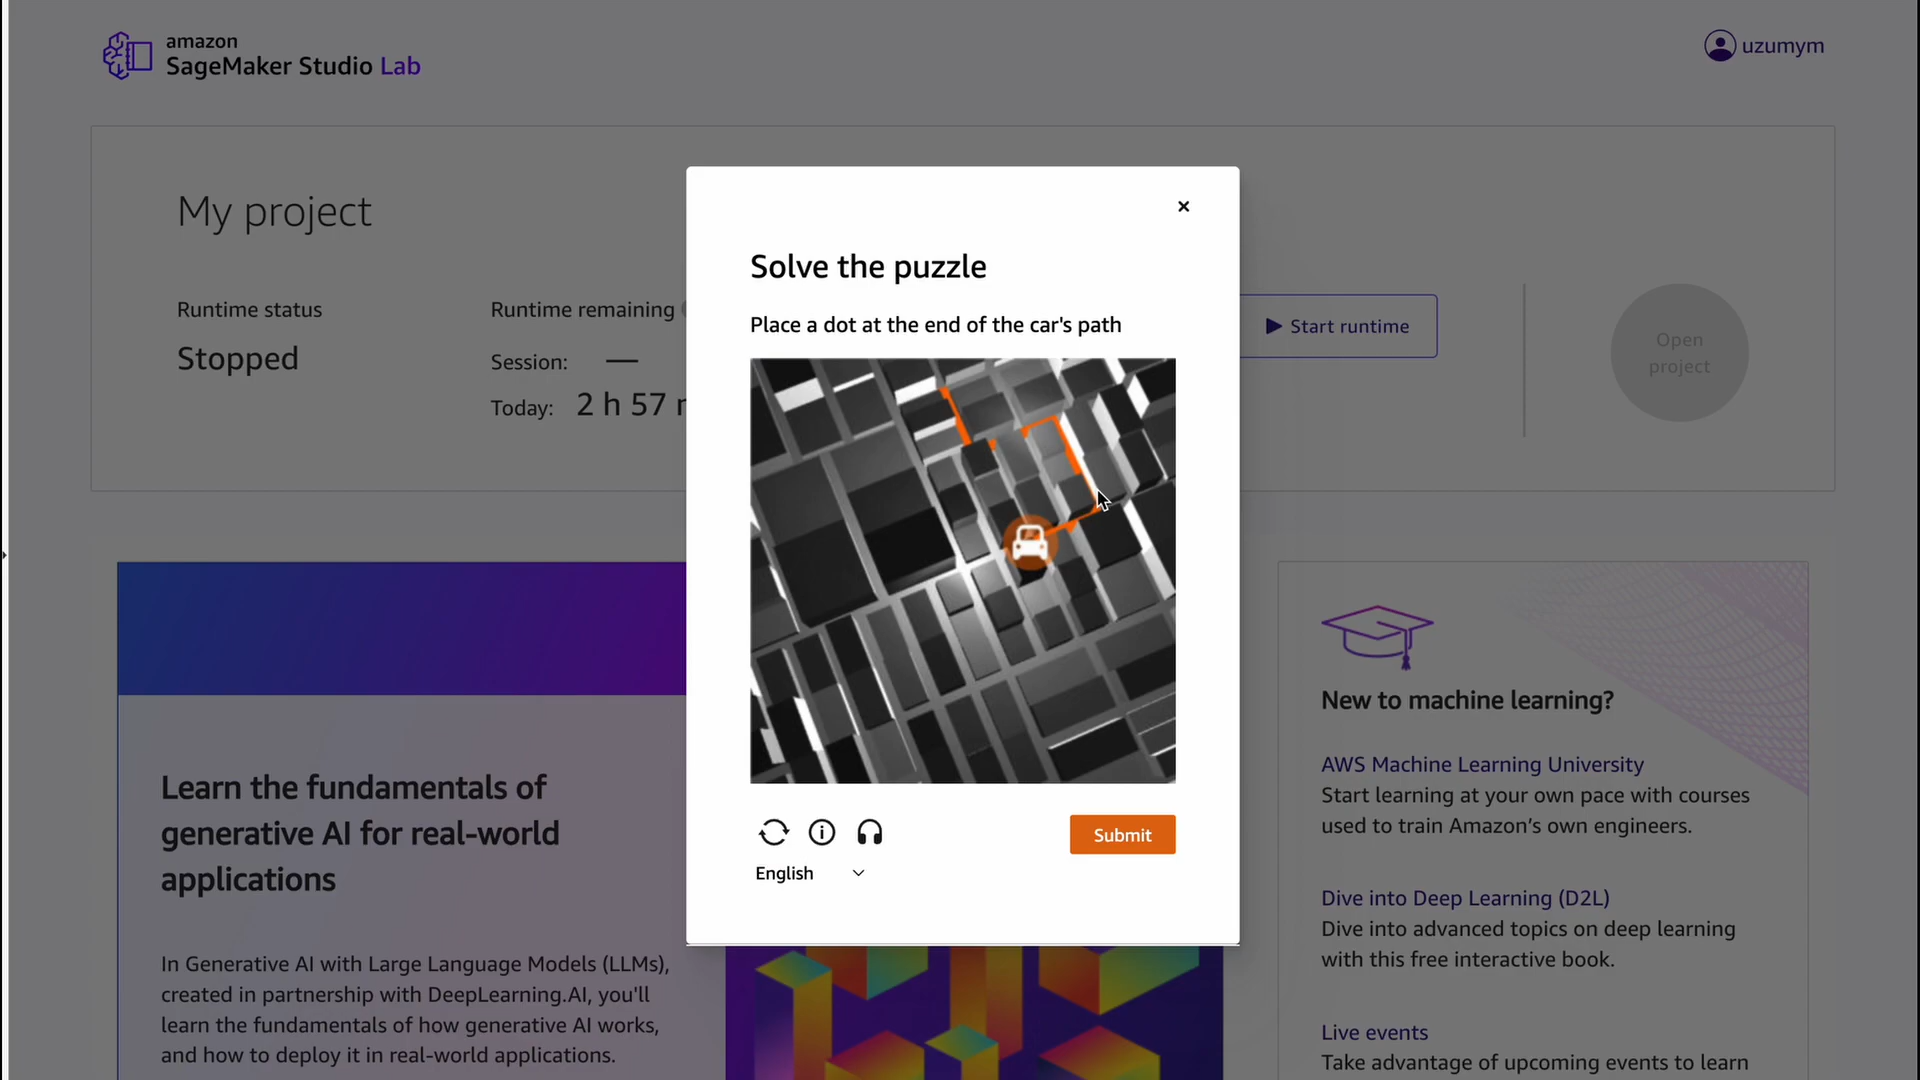 amazon
SageMaker Studio Lab
uzumym
My project
Runtime status
Stopped
Runtime remaining
Session: —
Today: 2 h 57
Start runtime
Open
project
Solve the puzzle
Place a dot at the end of the car's path
Submit
English
Learn the fundamentals of
generative AI for real-world
applications
In Generative AI with Large Language Models (LLMs),
created in partnership with DeepLearning.AI, you'll
learn the fundamentals of how generative AI works,
and how to deploy it in real-world applications.
New to machine learning?
AWS Machine Learning University
Start learning at your own pace with courses
used to train Amazon’s own engineers.
Dive into Deep Learning (D2L)
Dive into advanced topics on deep learning
with this free interactive book.
Live events
Take advantage of upcoming events to learn